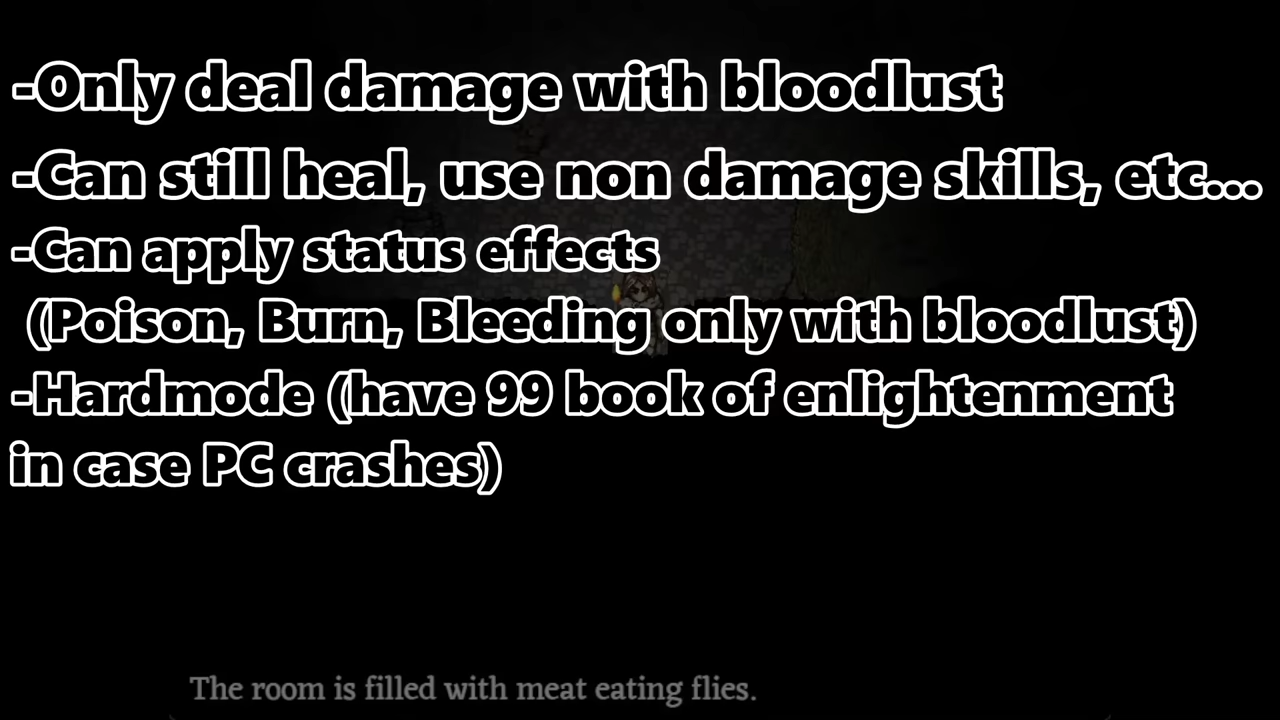 -Only deal damage with bloodlust
-Can still heal, use non damage skills, etc...
-Can apply status effects
(Poison, Burn, Bleeding only with bloodlust)
-Hardmode (have 99 book of enlightenment
in case PC crashes)
The room is filled with meat eating flies.